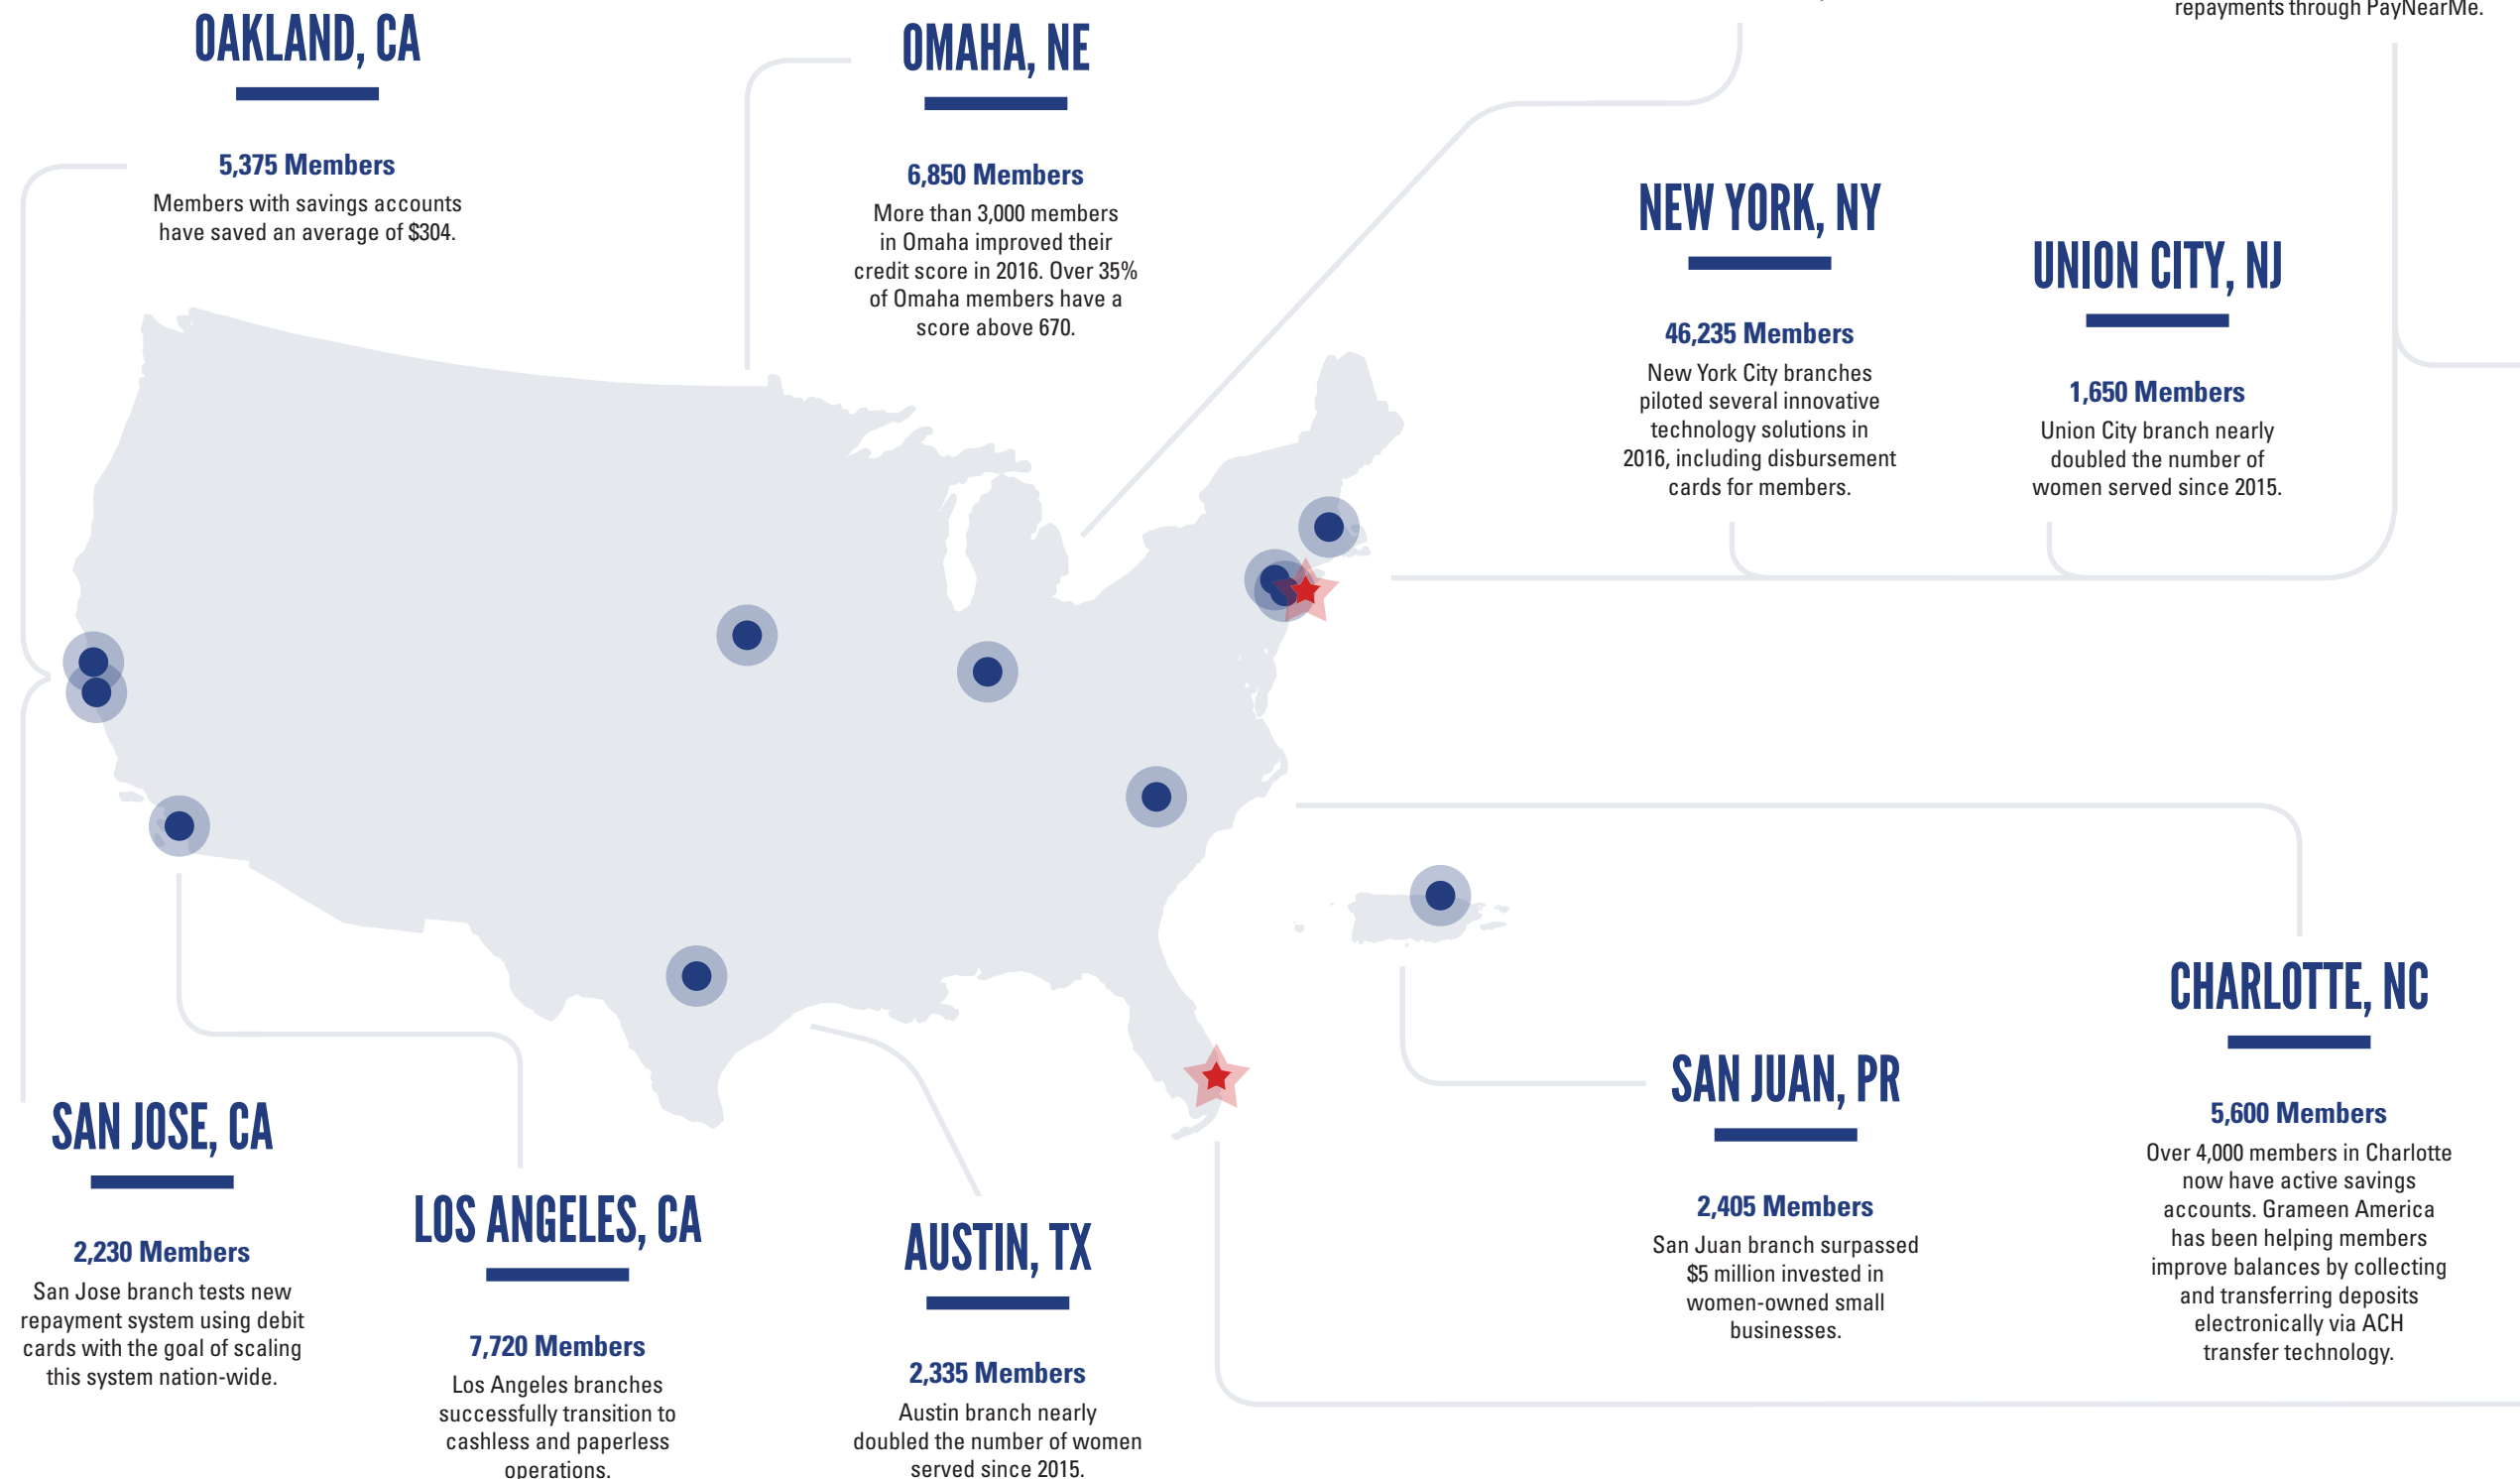 repayments through PayNearMe.
OAKLAND, CA
5,375 Members
Members with savings accounts
have saved an average of $304.
OMAHA, NE
6,850 Members
More than 3,000 members
in Omaha improved their
credit score in 2016. Over 35%
of Omaha members have a
score above 670.
NEW YORK, NY
46,235 Members
New York City branches
piloted several innovative
technology solutions in
2016, including disbursement
cards for members.
UNION CITY, NJ
1,650 Members
Union City branch nearly
doubled the number of
women served since 2015.
SAN JOSE, CA
2,230 Members
San Jose branch tests new
repayment system using debit
cards with the goal of scaling
this system nation-wide.
LOS ANGELES, CA
7,720 Members
Los Angeles branches
successfully transition to
cashless and paperless
operations.
AUSTIN, TX
2,335 Members
Austin branch nearly
doubled the number of women
served since 2015.
SAN JUAN, PR
2,405 Members
San Juan branch surpassed
$5 million invested in
women-owned small
businesses.
CHARLOTTE, NC
5,600 Members
Over 4,000 members in Charlotte
now have active savings
accounts. Grameen America
has been helping members
improve balances by collecting
and transferring deposits
electronically via ACH
transfer technology.